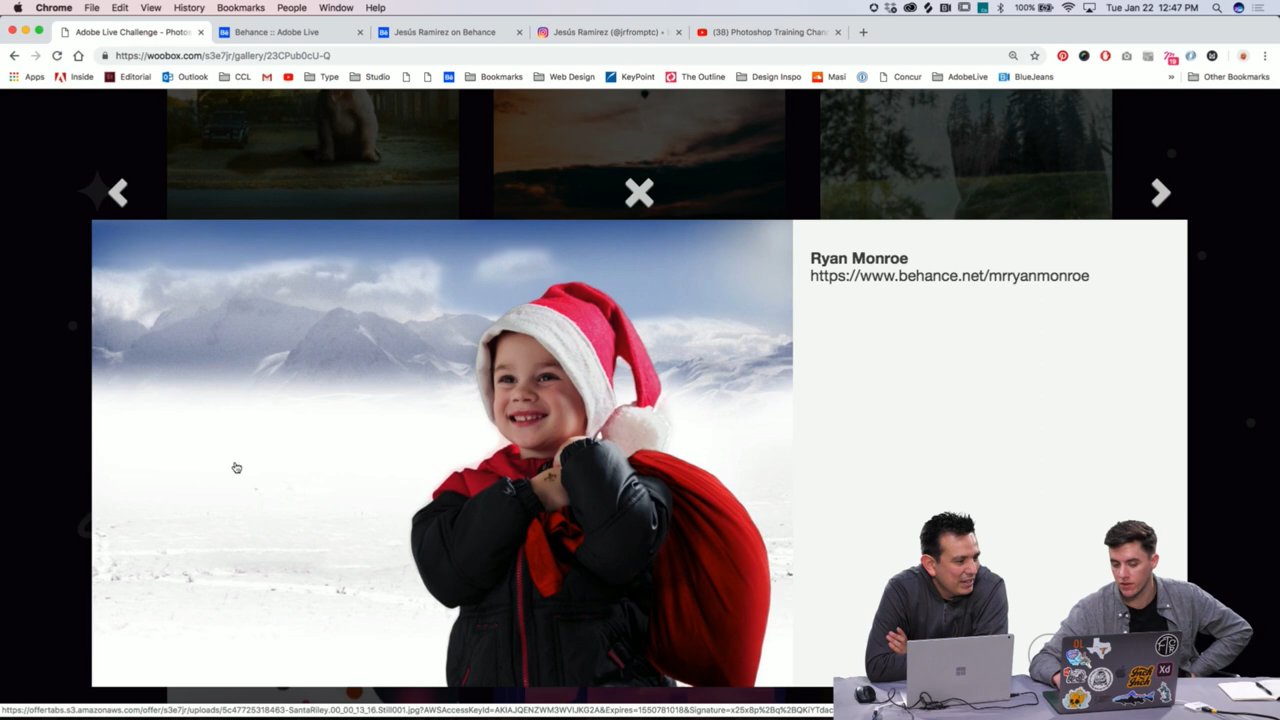 Chrome File Edit View History Bookmarks People Window Help
100% Tue Jan 22 12:47 PM
Adobe Live Challenge - Photos
Behance :: Adobe Live
Jesús Ramirez on Behance
Jesús Ramirez (@jrfromptc) •
(38) Photoshop Training Chan
https://woobox.com/s3e7jr/gallery/23CPub0cU-Q
Apps Inside Editorial Outlook CCL Type Studio Bookmarks Web Design KeyPoint The Outline Design Inspo Masi Concur AdobeLive BlueJeans » Other Bookmarks
Ryan Monroe
https://www.behance.net/mrryanmonroe
Xd